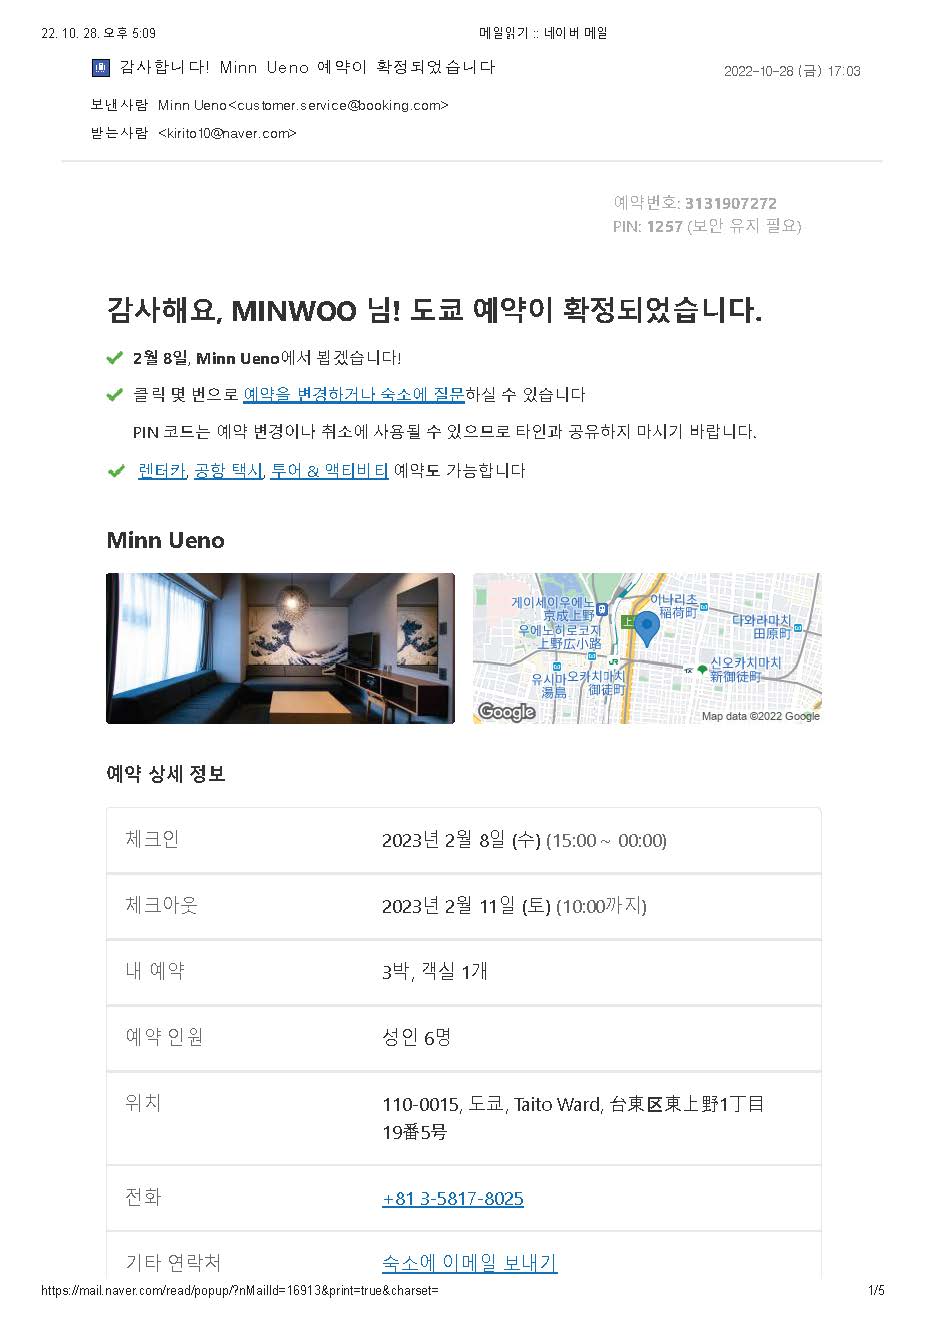 22. 10. 28. 오후 5:09
메일읽기 :: 네이버 메일
감사합니다! Minn Ueno 예약이 확정되었습니다
2022-10-28 (금) 17:03
보낸사람 Minn Ueno<customer.service@booking.com>
받는사람 <kirito10@naver.com>
예약번호: 3131907272
PIN: 1257 (보안 유지 필요)
감사해요, MINWOO 님! 도쿄 예약이 확정되었습니다.
2월 8일, Minn Ueno에서 뵙겠습니다!
클릭 몇 번으로 예약을 변경하거나 숙소에 질문하실 수 있습니다
PIN 코드는 예약 변경이나 취소에 사용될 수 있으므로 타인과 공유하지 마시기 바랍니다.
렌터카, 공항 택시, 투어 & 액티비티 예약도 가능합니다
Minn Ueno
게이세이우에노
京成上野
이나리초
稲荷町
우에노히로코지
上野広小路
上
다와라마치
田原町
유시마
湯島
오카치마치
御徒町
신오카치마치
新御徒町
Google
Map data ©2022 Google
예약 상세 정보
체크인 2023년 2월 8일 (수) (15:00 ~ 00:00)
체크아웃 2023년 2월 11일 (토) (10:00까지)
내 예약 3박, 객실 1개
예약 인원 성인 6명
위치 110-0015, 도쿄, Taito Ward, 台東区東上野1丁目
19番5号
전화 +81 3-5817-8025
기타 연락처 숙소에 이메일 보내기
https://mail.naver.com/read/popup/?nMailId=16913&print=true&charset=
1/5